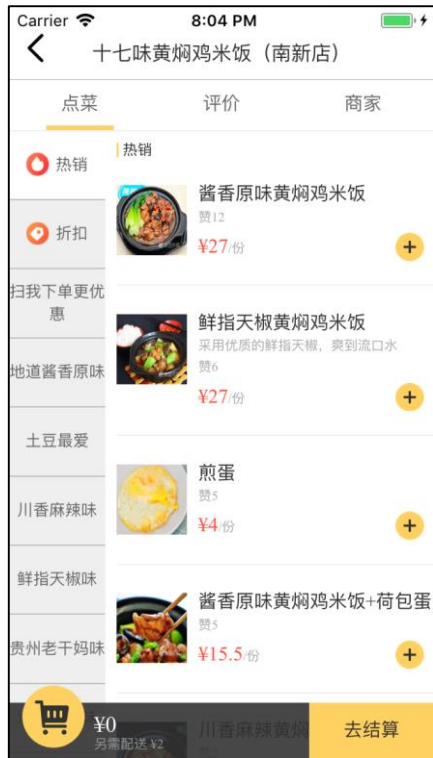 Carrier
8:04 PM
十七味黄焖鸡米饭（南新店）
点菜
评价
商家
热销
折扣
扫我下单更优
惠
地道酱香原味
土豆最爱
川香麻辣味
鲜指天椒味
贵州老干妈味
热销
酱香原味黄焖鸡米饭
赞12
¥27/份
鲜指天椒黄焖鸡米饭
采用优质的鲜指天椒，爽到流口水
赞6
¥27/份
煎蛋
赞5
¥4/份
酱香原味黄焖鸡米饭+荷包蛋
赞5
¥15.5/份
川香麻辣黄焖
¥0
另需配送 ¥2
去结算